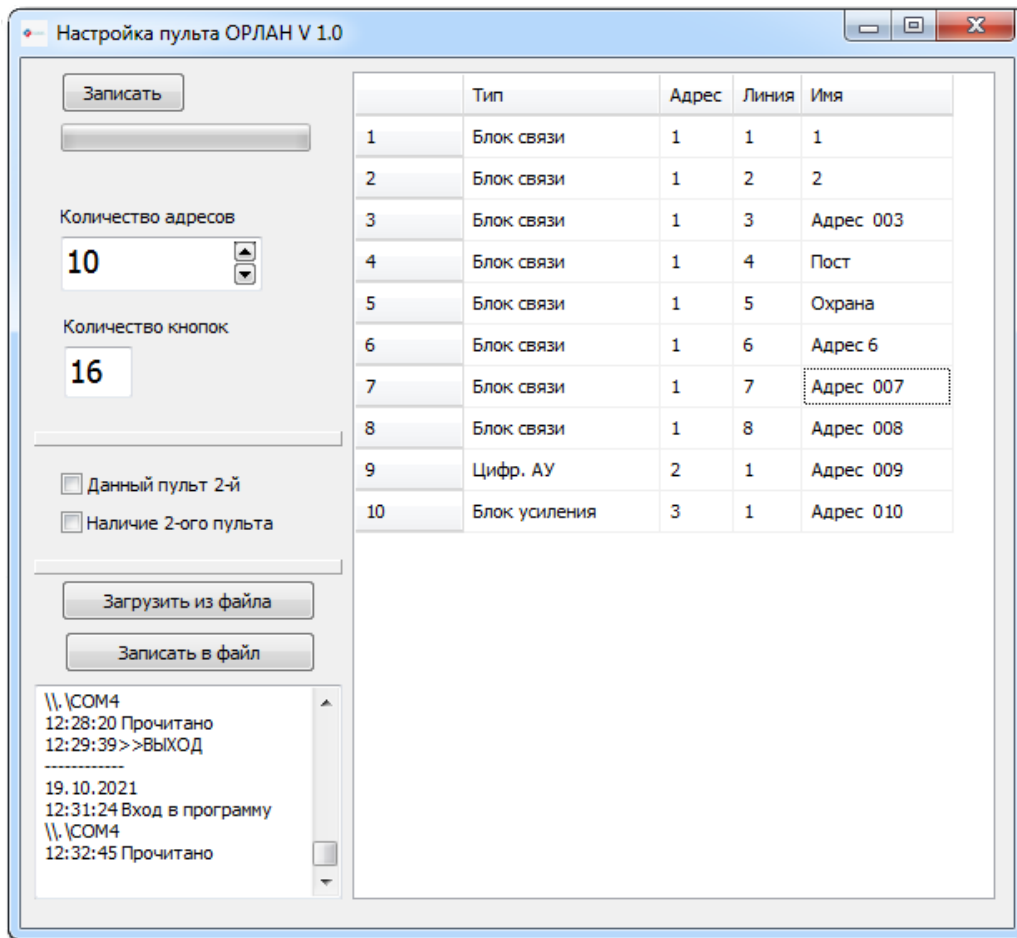 Настройка пульта ОРЛАН V 1.0
Записать
Количество адресов
10
Количество кнопок
16
Данный пульт 2-й
Наличие 2-ого пульта
Загрузить из файла
Записать в файл
\\.\COM4
12:28:20 Прочитано
12:29:39>>ВЫХОД
------------
19.10.2021
12:31:24 Вход в программу
\\.\COM4
12:32:45 Прочитано
Тип Адрес Линия Имя
1 Блок связи 1 1 1
2 Блок связи 1 2 2
3 Блок связи 1 3 Адрес 003
4 Блок связи 1 4 Пост
5 Блок связи 1 5 Охрана
6 Блок связи 1 6 Адрес 6
7 Блок связи 1 7 Адрес 007
8 Блок связи 1 8 Адрес 008
9 Цифр. АУ 2 1 Адрес 009
10 Блок усиления 3 1 Адрес 010